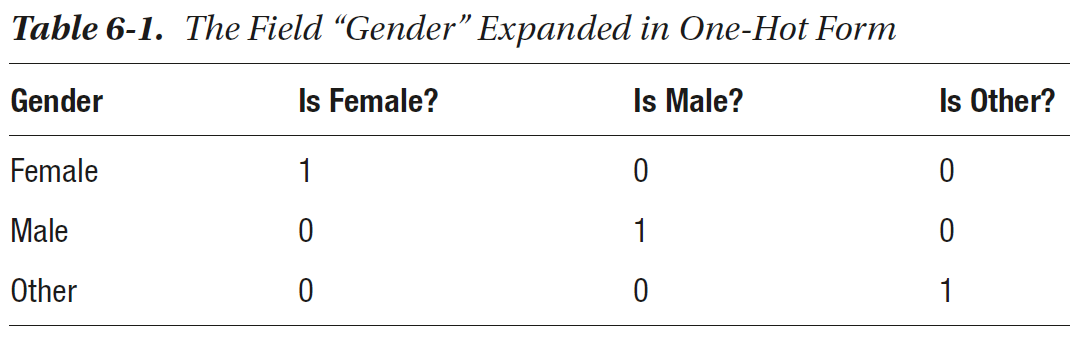 Table 6-1. The Field “Gender” Expanded in One-Hot Form
Gender Is Female? Is Male? Is Other?
Female 1 0 0
Male 0 1 0
Other 0 0 1